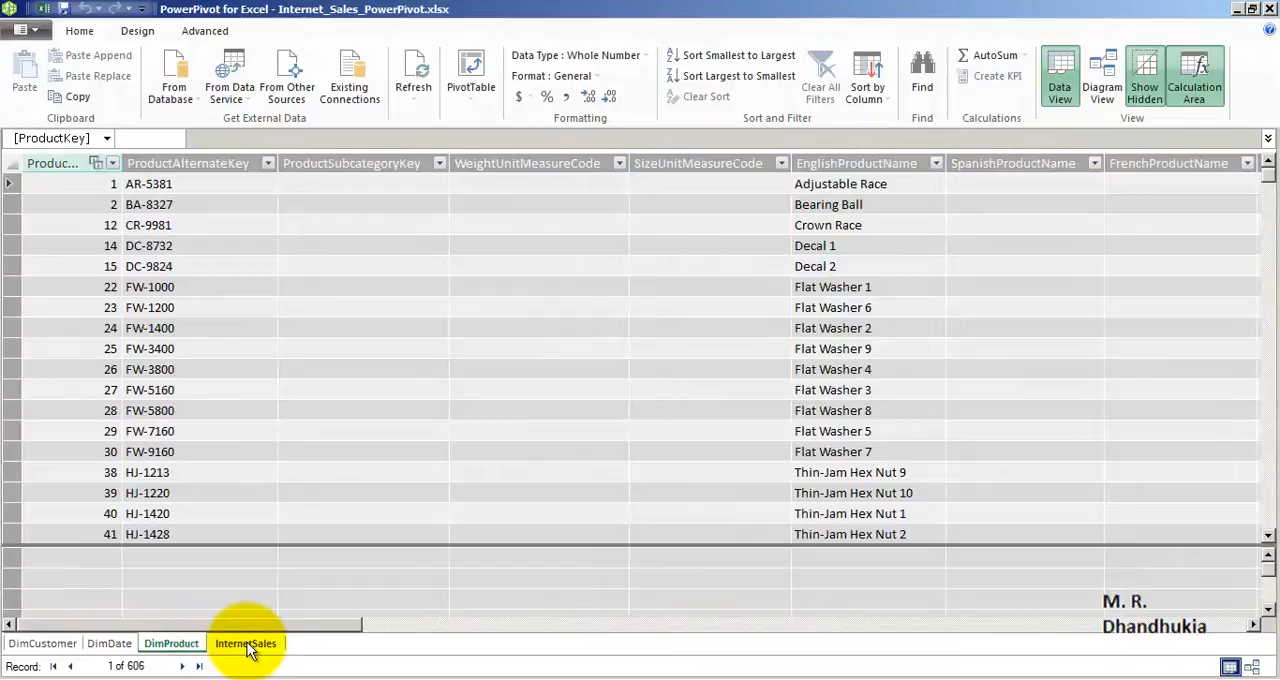 PowerPivot for Excel - Internet_Sales_PowerPivot.xlsx
Home Design Advanced
Paste
Paste Append
Paste Replace
Copy
Clipboard
From Database
From Data Service
From Other Sources
Existing Connections
Get External Data
Refresh
PivotTable
Data Type : Whole Number
Format : General
$ % ,
Formatting
Sort Smallest to Largest
Sort Largest to Smallest
Clear Sort
Clear All Filters
Sort by Column
Sort and Filter
Find
Find
AutoSum
Create KPI
Calculations
Data View
Diagram View
Show Hidden
Calculation Area
View
[ProductKey]
Produc... ProductAlternateKey ProductSubcategoryKey WeightUnitMeasureCode SizeUnitMeasureCode EnglishProductName SpanishProductName FrenchProductName
1 AR-5381 Adjustable Race
2 BA-8327 Bearing Ball
12 CR-9981 Crown Race
14 DC-8732 Decal 1
15 DC-9824 Decal 2
22 FW-1000 Flat Washer 1
23 FW-1200 Flat Washer 6
24 FW-1400 Flat Washer 2
25 FW-3400 Flat Washer 9
26 FW-3800 Flat Washer 4
27 FW-5160 Flat Washer 3
28 FW-5800 Flat Washer 8
29 FW-7160 Flat Washer 5
30 FW-9160 Flat Washer 7
38 HJ-1213 Thin-Jam Hex Nut 9
39 HJ-1220 Thin-Jam Hex Nut 10
40 HJ-1420 Thin-Jam Hex Nut 1
41 HJ-1428 Thin-Jam Hex Nut 2
M. R.
Dhandhukia
DimCustomer DimDate DimProduct InternetSales
Record: 1 of 606